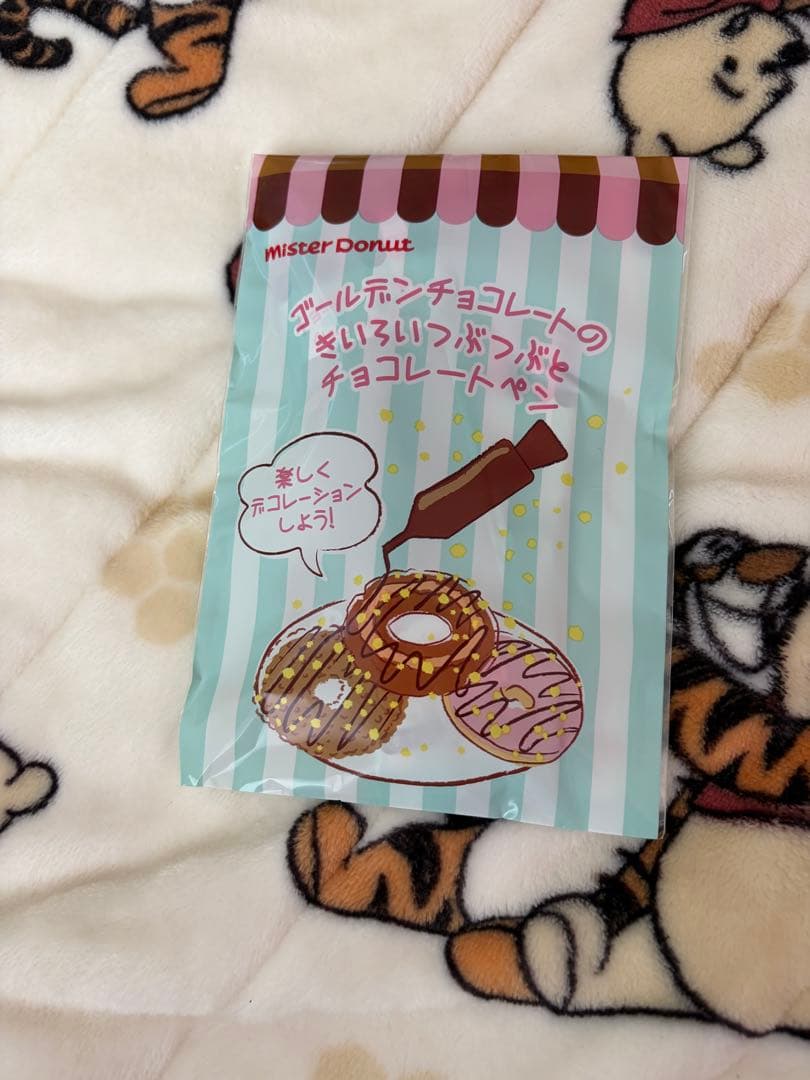 mister Donut
ゴールデンチョコレートの
きいろいつぶつぶと
チョコレートペン
楽しく
デコレーション
しよう!